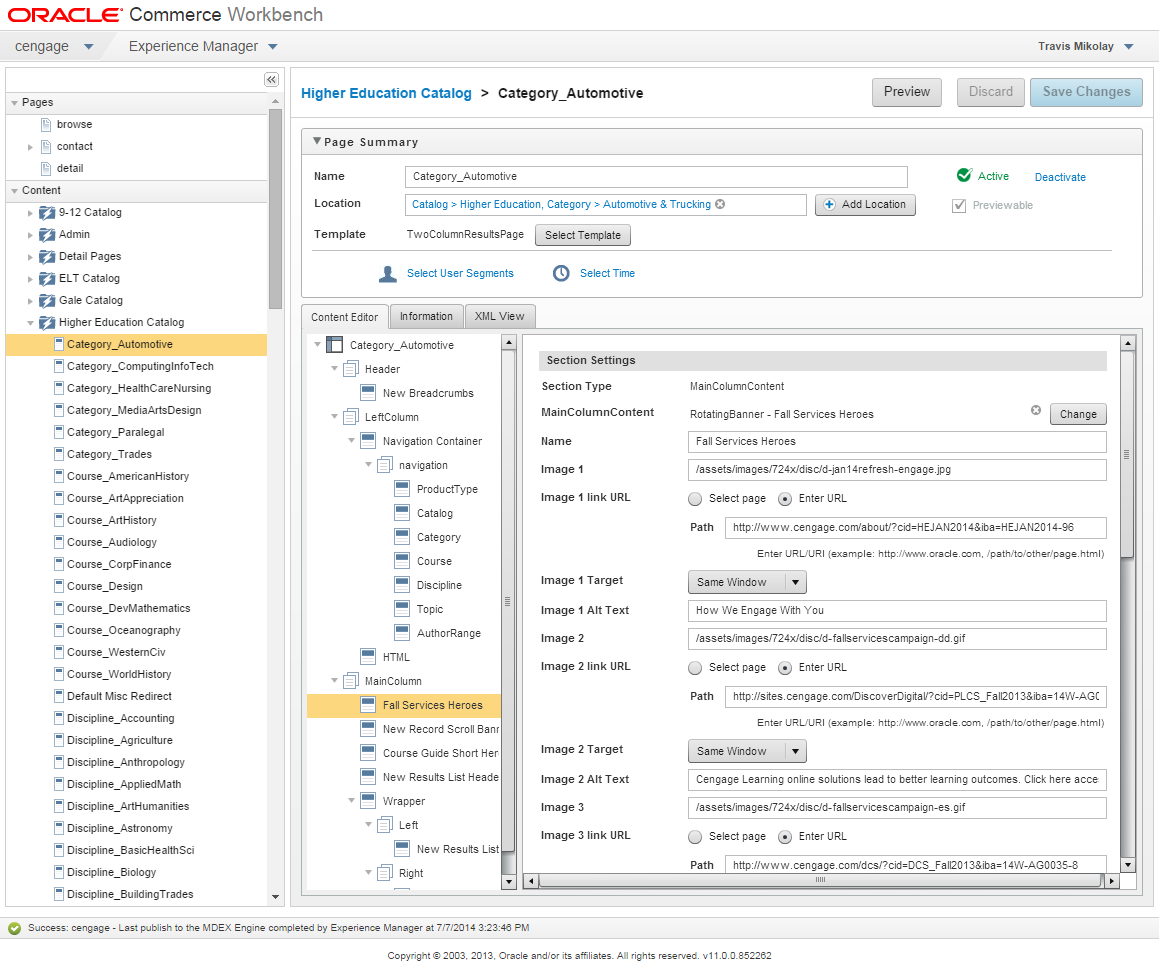 ORACLE Commerce Workbench
cengage Experience Manager Travis Mikolay
Pages
browse
contact
detail
Content
9-12 Catalog
Admin
Detail Pages
ELT Catalog
Gale Catalog
Higher Education Catalog
Category_Automotive
Category_ComputingInfoTech
Category_HealthCareNursing
Category_MediaArtsDesign
Category_Paralegal
Category_Trades
Course_AmericanHistory
Course_ArtAppreciation
Course_ArtHistory
Course_Audiology
Course_CorpFinance
Course_Design
Course_DevMathematics
Course_Oceanography
Course_WesternCiv
Course_WorldHistory
Default Misc Redirect
Discipline_Accounting
Discipline_Agriculture
Discipline_Anthropology
Discipline_AppliedMath
Discipline_ArtHumanities
Discipline_Astronomy
Discipline_BasicHealthSci
Discipline_Biology
Discipline_BuildingTrades
Higher Education Catalog > Category_Automotive
Preview Discard Save Changes
Page Summary
Name Category_Automotive Active Deactivate
Location Catalog > Higher Education, Category > Automotive & Trucking Add Location Previewable
Template TwoColumnResultsPage Select Template
Select User Segments Select Time
Content Editor Information XML View
Category_Automotive
Header
New Breadcrumbs
LeftColumn
Navigation Container
navigation
ProductType
Catalog
Category
Course
Discipline
Topic
AuthorRange
HTML
MainColumn
Fall Services Heroes
New Record Scroll Bann
Course Guide Short Her
New Results List Heade
Wrapper
Left
New Results List
Right
Section Settings
Section Type MainColumnContent
MainColumnContent RotatingBanner - Fall Services Heroes Change
Name Fall Services Heroes
Image 1 /assets/images/724x/disc/d-jan14refresh-engage.jpg
Image 1 link URL Select page Enter URL
Path http://www.cengage.com/about/?cid=HEJAN2014&iba=HEJAN2014-96
Enter URL/URI (example: http://www.oracle.com, /path/to/other/page.html)
Image 1 Target Same Window
Image 1 Alt Text How We Engage With You
Image 2 /assets/images/724x/disc/d-fallservicescampaign-dd.gif
Image 2 link URL Select page Enter URL
Path http://sites.cengage.com/DiscoverDigital/?cid=PLCS_Fall2013&iba=14W-AG0
Enter URL/URI (example: http://www.oracle.com, /path/to/other/page.html)
Image 2 Target Same Window
Image 2 Alt Text Cengage Learning online solutions lead to better learning outcomes. Click here acce
Image 3 /assets/images/724x/disc/d-fallservicescampaign-es.gif
Image 3 link URL Select page Enter URL
Path http://www.cengage.com/dcs/?cid=DCS_Fall2013&iba=14W-AG0035-8
Success: cengage - Last publish to the MDEX Engine completed by Experience Manager at 7/7/2014 3:23:46 PM
Copyright © 2003, 2013, Oracle and/or its affiliates. All rights reserved. v11.0.0.852262